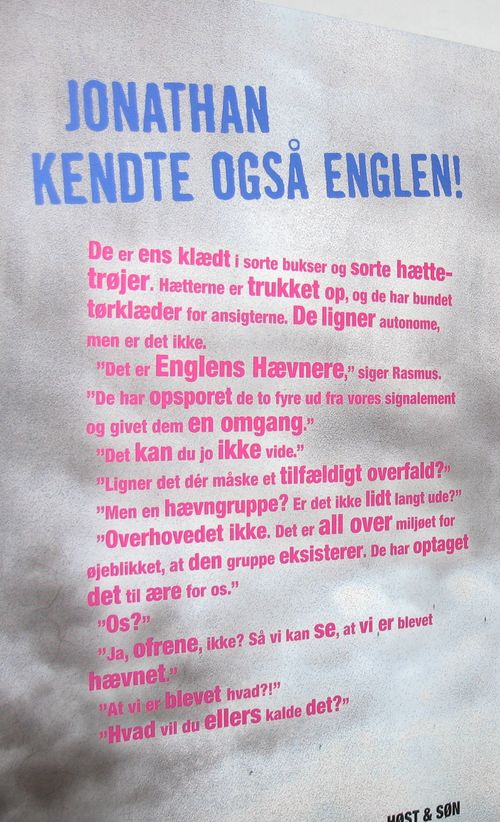 JONATHAN
KENDTE OGSÅ ENGLEN!
De er ens klædt i sorte bukser og sorte hætte-
trøjer. Hætterne er trukket op, og de har bundet
tørklæder for ansigterne. De ligner autonome,
men er det ikke.
”Det er Englens Hævnere,” siger Rasmus.
”De har opsporet de to fyre ud fra vores signalement
og givet dem en omgang.”
”Det kan du jo ikke vide.”
”Ligner det dér måske et tilfældigt overfald?”
”Men en hævngruppe? Er det ikke lidt langt ude?”
”Overhovedet ikke. Det er all over miljøet for
øjeblikket, at den gruppe eksisterer. De har optaget
det til ære for os.”
”Os?”
”Ja, ofrene, ikke? Så vi kan se, at vi er blevet
hævnet.”
”At vi er blevet hvad?!”
”Hvad vil du ellers kalde det?”
HØST & SØN